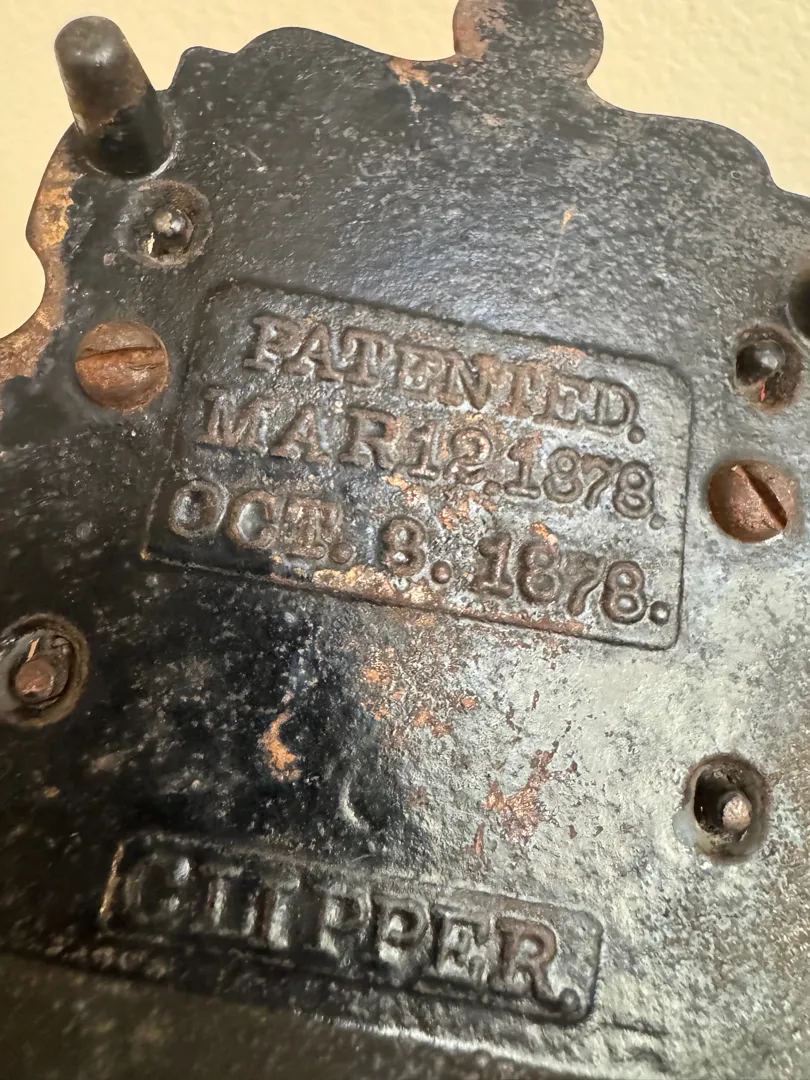 PATENTED.
MAR.12.1878.
OCT. 8. 1878.
CLIPPER.